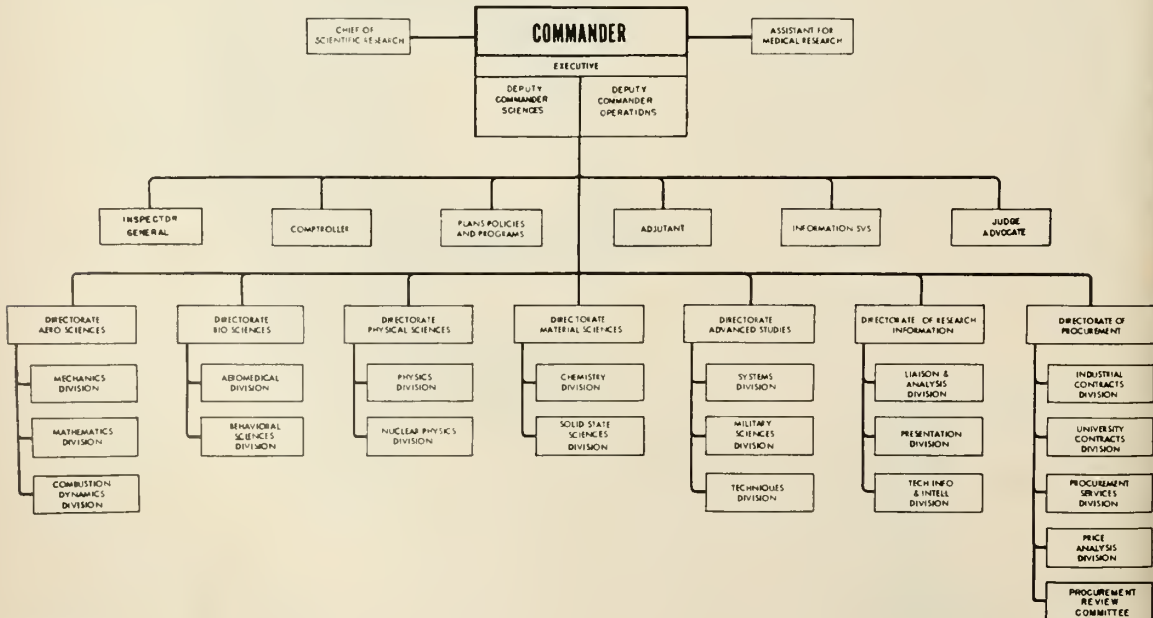 CHIEF OF
SCIENTIFIC RESEARCH
COMMANDER
ASSISTANT FOR
MEDICAL RESEARCH
EXECUTIVE
DEPUTY
COMMANDER
SCIENCES
DEPUTY
COMMANDER
OPERATIONS
INSPECTOR
GENERAL
COMPTROLLER
PLANS POLICIES
AND PROGRAMS
ADJUTANT
INFORMATION SVS
JUDGE
ADVOCATE
DIRECTORATE
AERO SCIENCES
MECHANICS
DIVISION
MATHEMATICS
DIVISION
COMBUSTION
DYNAMICS
DIVISION
DIRECTORATE
BIO SCIENCES
AEROMEDICAL
DIVISION
BEHAVIORAL
SCIENCES
DIVISION
DIRECTORATE
PHYSICAL SCIENCES
PHYSICS
DIVISION
NUCLEAR PHYSICS
DIVISION
DIRECTORATE
MATERIAL SCIENCES
CHEMISTRY
DIVISION
SOLID STATE
SCIENCES
DIVISION
DIRECTORATE
ADVANCED STUDIES
SYSTEMS
DIVISION
MILITARY
SCIENCES
DIVISION
TECHNIQUES
DIVISION
DIRECTORATE OF RESEARCH
INFORMATION
LIAISON &
ANALYSIS
DIVISION
PRESENTATION
DIVISION
TECH INFO
& INTELL
DIVISION
DIRECTORATE OF
PROCUREMENT
INDUSTRIAL
CONTRACTS
DIVISION
UNIVERSITY
CONTRACTS
DIVISION
PROCUREMENT
SERVICES
DIVISION
PRICE
ANALYSIS
DIVISION
PROCUREMENT
REVIEW
COMMITTEE